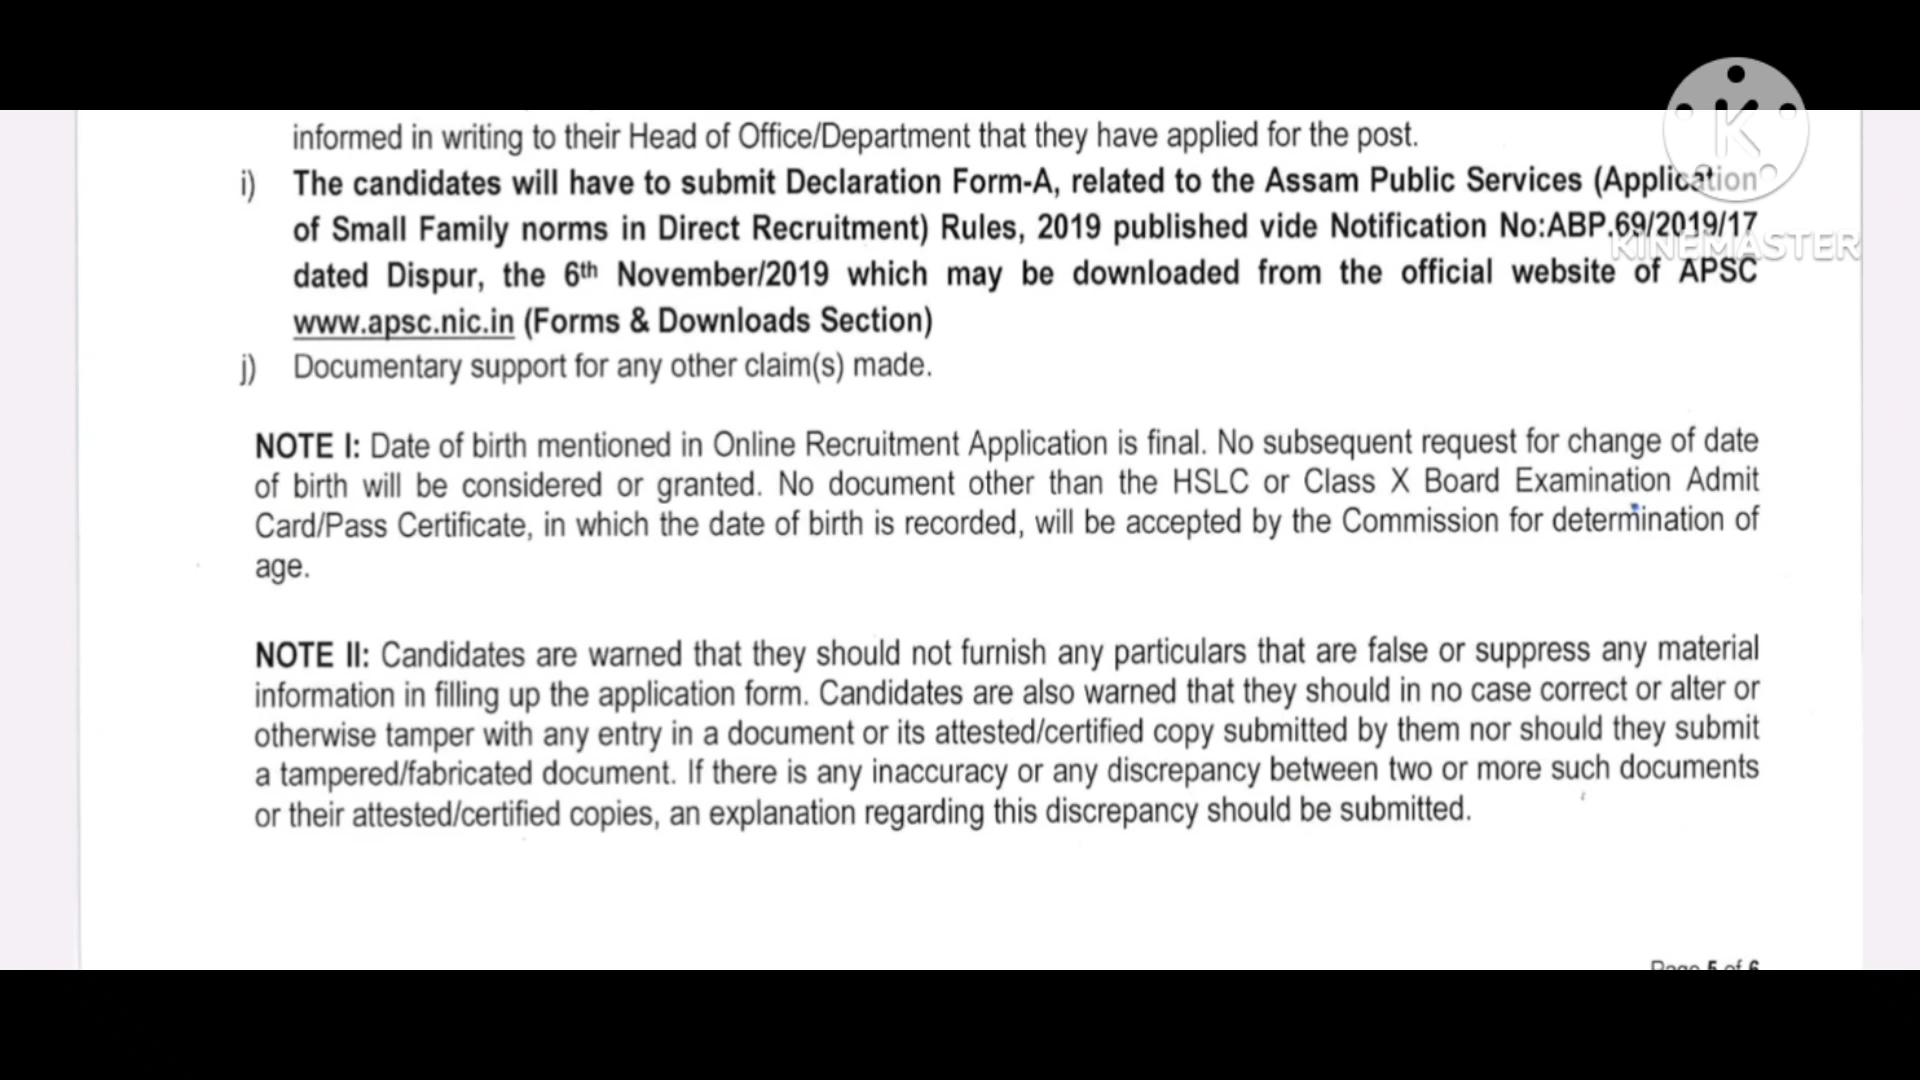 informed in writing to their Head of Office/Department that they have applied for the post.
i) The candidates will have to submit Declaration Form-A, related to the Assam Public Services (Application
of Small Family norms in Direct Recruitment) Rules, 2019 published vide Notification No:ABP.69/2019/17
dated Dispur, the 6th November/2019 which may be downloaded from the official website of APSC
www.apsc.nic.in (Forms & Downloads Section)
j) Documentary support for any other claim(s) made.
NOTE I: Date of birth mentioned in Online Recruitment Application is final. No subsequent request for change of date
of birth will be considered or granted. No document other than the HSLC or Class X Board Examination Admit
Card/Pass Certificate, in which the date of birth is recorded, will be accepted by the Commission for determination of
age.
NOTE II: Candidates are warned that they should not furnish any particulars that are false or suppress any material
information in filling up the application form. Candidates are also warned that they should in no case correct or alter or
otherwise tamper with any entry in a document or its attested/certified copy submitted by them nor should they submit
a tampered/fabricated document. If there is any inaccuracy or any discrepancy between two or more such documents
or their attested/certified copies, an explanation regarding this discrepancy should be submitted.
Page 5 of 6
K
KINEMASTER